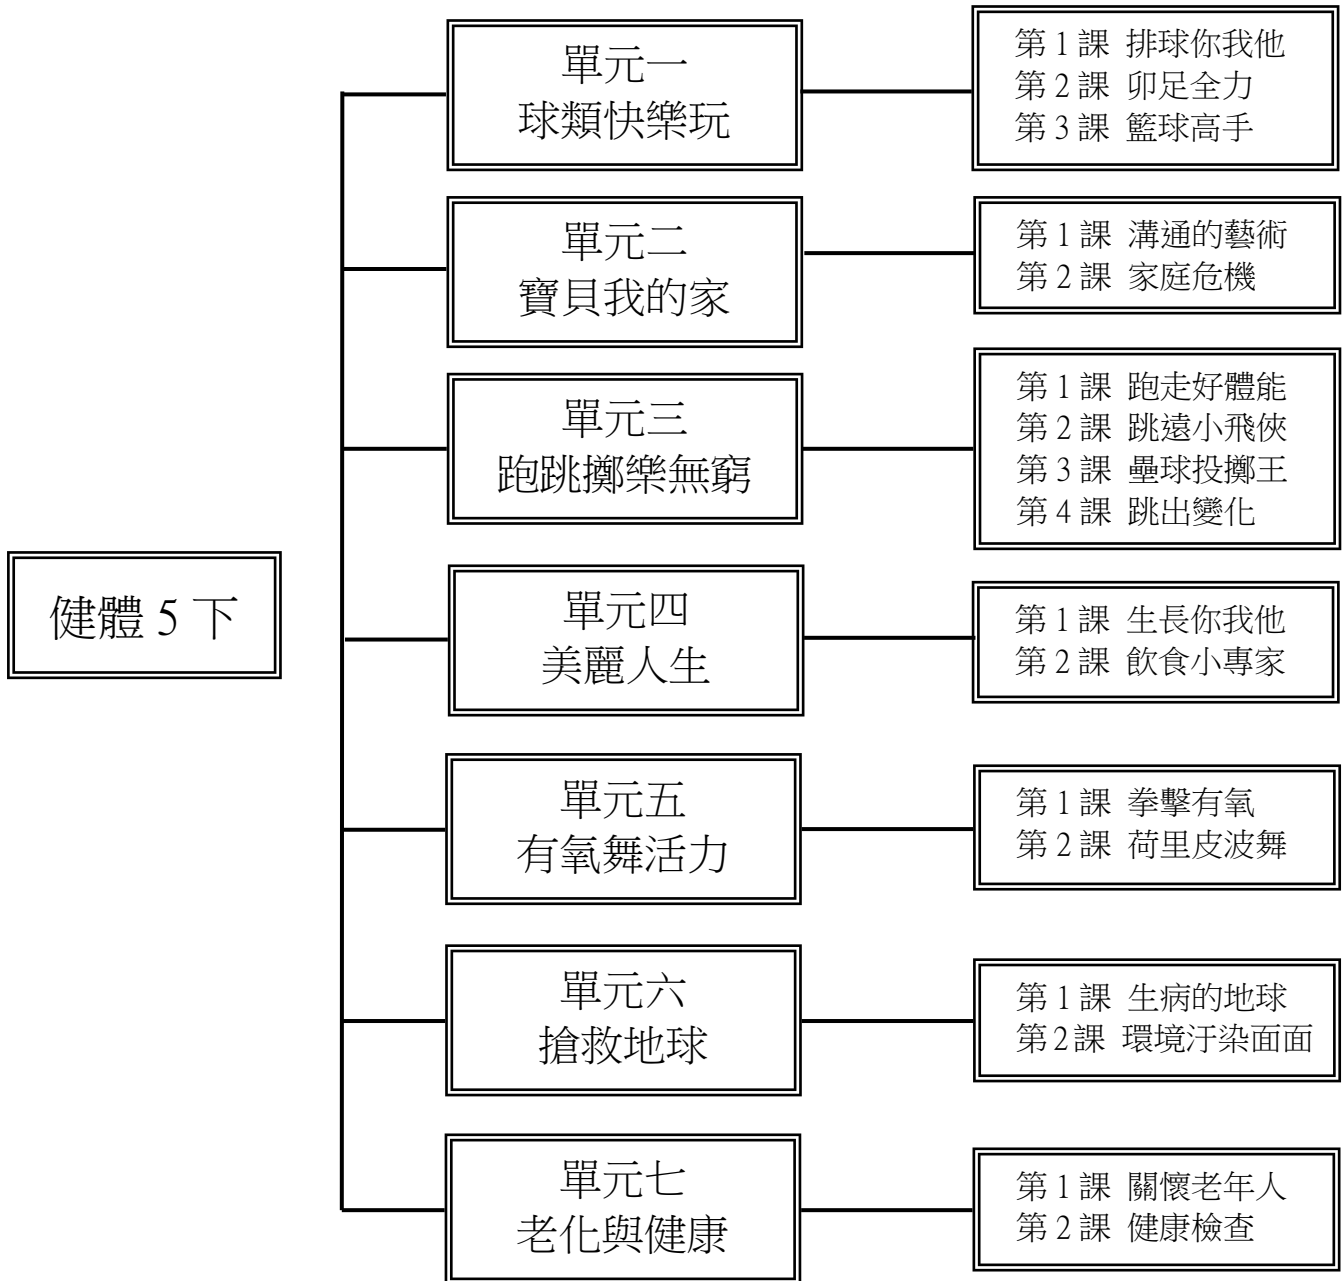 健體 5 下
單元一
球類快樂玩
第 1 課 排球你我他
第 2 課 卯足全力
第 3 課 籃球高手
單元二
寶貝我的家
第 1 課 溝通的藝術
第 2 課 家庭危機
單元三
跑跳擲樂無窮
第 1 課 跑走好體能
第 2 課 跳遠小飛俠
第 3 課 壘球投擲王
第 4 課 跳出變化
單元四
美麗人生
第 1 課 生長你我他
第 2 課 飲食小專家
單元五
有氧舞活力
第 1 課 拳擊有氧
第 2 課 荷里皮波舞
單元六
搶救地球
第 1 課 生病的地球
第2課 環境汙染面面
單元七
老化與健康
第 1 課 關懷老年人
第 2 課 健康檢查